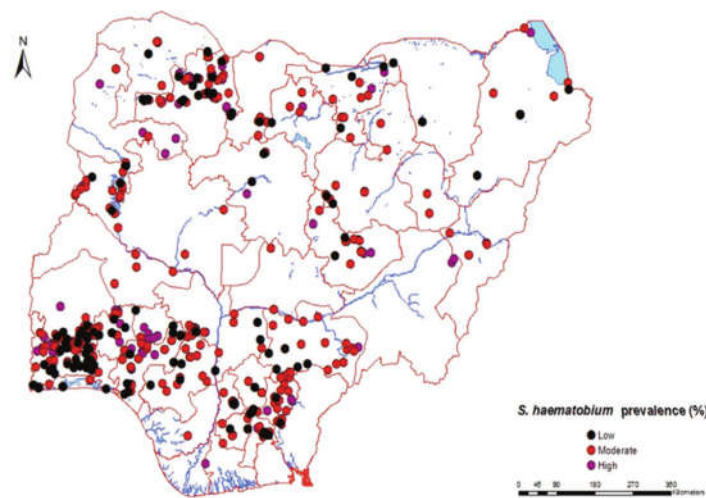 N
S. haematobium prevalence (%)
Low
Moderate
High
0 45 90 180 270 360
Kilometers